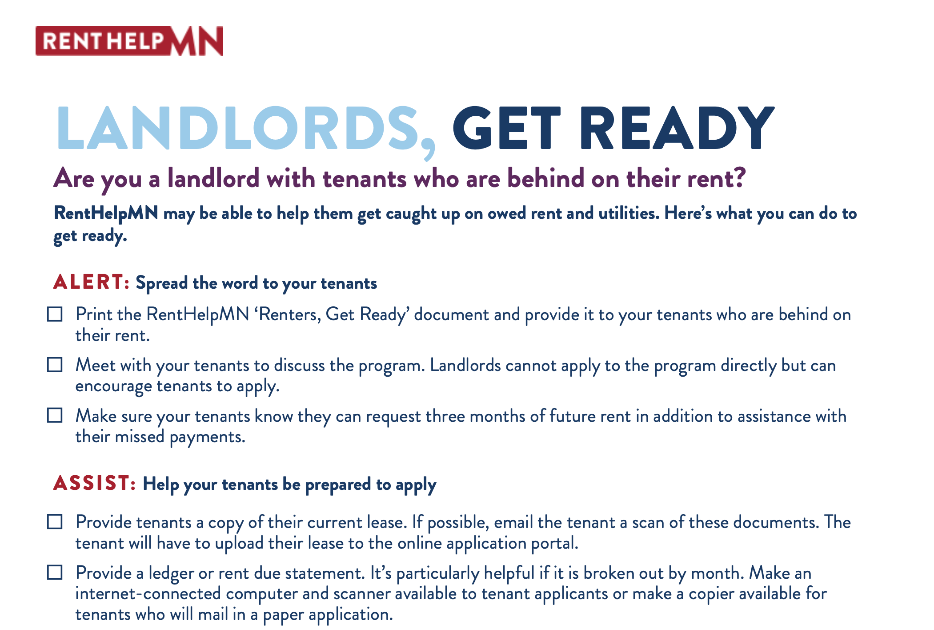 RENT HELP MN
LANDLORDS, GET READY
Are you a landlord with tenants who are behind on their rent?
RentHelpMN may be able to help them get caught up on owed rent and utilities. Here's what you can do to
get ready.
ALERT: Spread the word to your tenants
☐ Print the RentHelpMN ‘Renters, Get Ready’ document and provide it to your tenants who are behind on
their rent.
☐ Meet with your tenants to discuss the program. Landlords cannot apply to the program directly but can
encourage tenants to apply.
☐ Make sure your tenants know they can request three months of future rent in addition to assistance with
their missed payments.
ASSIST: Help your tenants be prepared to apply
☐ Provide tenants a copy of their current lease. If possible, email the tenant a scan of these documents. The
tenant will have to upload their lease to the online application portal.
☐ Provide a ledger or rent due statement. It's particularly helpful if it is broken out by month. Make an
internet-connected computer and scanner available to tenant applicants or make a copier available for
tenants who will mail in a paper application.